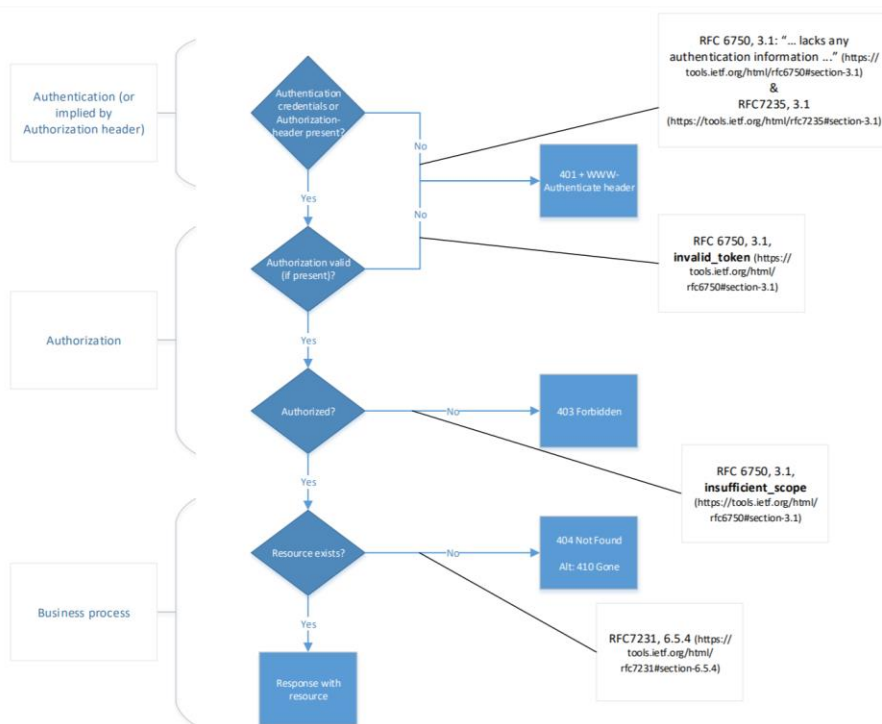 Authentication (or
implied by
Authorization header)
Authentication
credentials or
Authorization-
header present?
No
Yes
RFC 6750, 3.1: “... lacks any
authentication information ...” (https://
tools.ietf.org/html/rfc6750#section-3.1)
&
RFC7235, 3.1
(https://tools.ietf.org/html/rfc7235#section-3.1)
401 + WWW-
Authenticate header
No
Authorization valid
(if present)?
Yes
RFC 6750, 3.1,
invalid_token (https://
tools.ietf.org/html/
rfc6750#section-3.1)
Authorization
Authorized?
No
403 Forbidden
Yes
RFC 6750, 3.1,
insufficient_scope
(https://tools.ietf.org/html/
rfc6750#section-3.1)
Resource exists?
No
404 Not Found
Alt: 410 Gone
Business process
Yes
RFC7231, 6.5.4 (https://
tools.ietf.org/html/
rfc7231#section-6.5.4)
Response with
resource